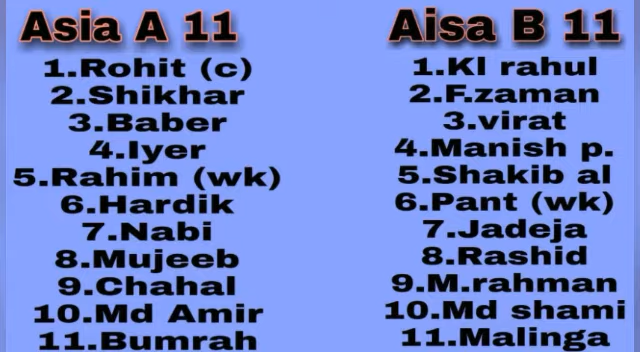 Asia A 11
1.Rohit (c)
2.Shikhar
3.Baber
4.Iyer
5.Rahim (wk)
6.Hardik
7.Nabi
8.Mujeeb
9.Chahal
10.Md Amir
11.Bumrah
Aisa B 11
1.Kl rahul
2.F.zaman
3.virat
4.Manish p.
5.Shakib al
6.Pant (wk)
7.Jadeja
8.Rashid
9.M.rahman
10.Md shami
11.Malinga